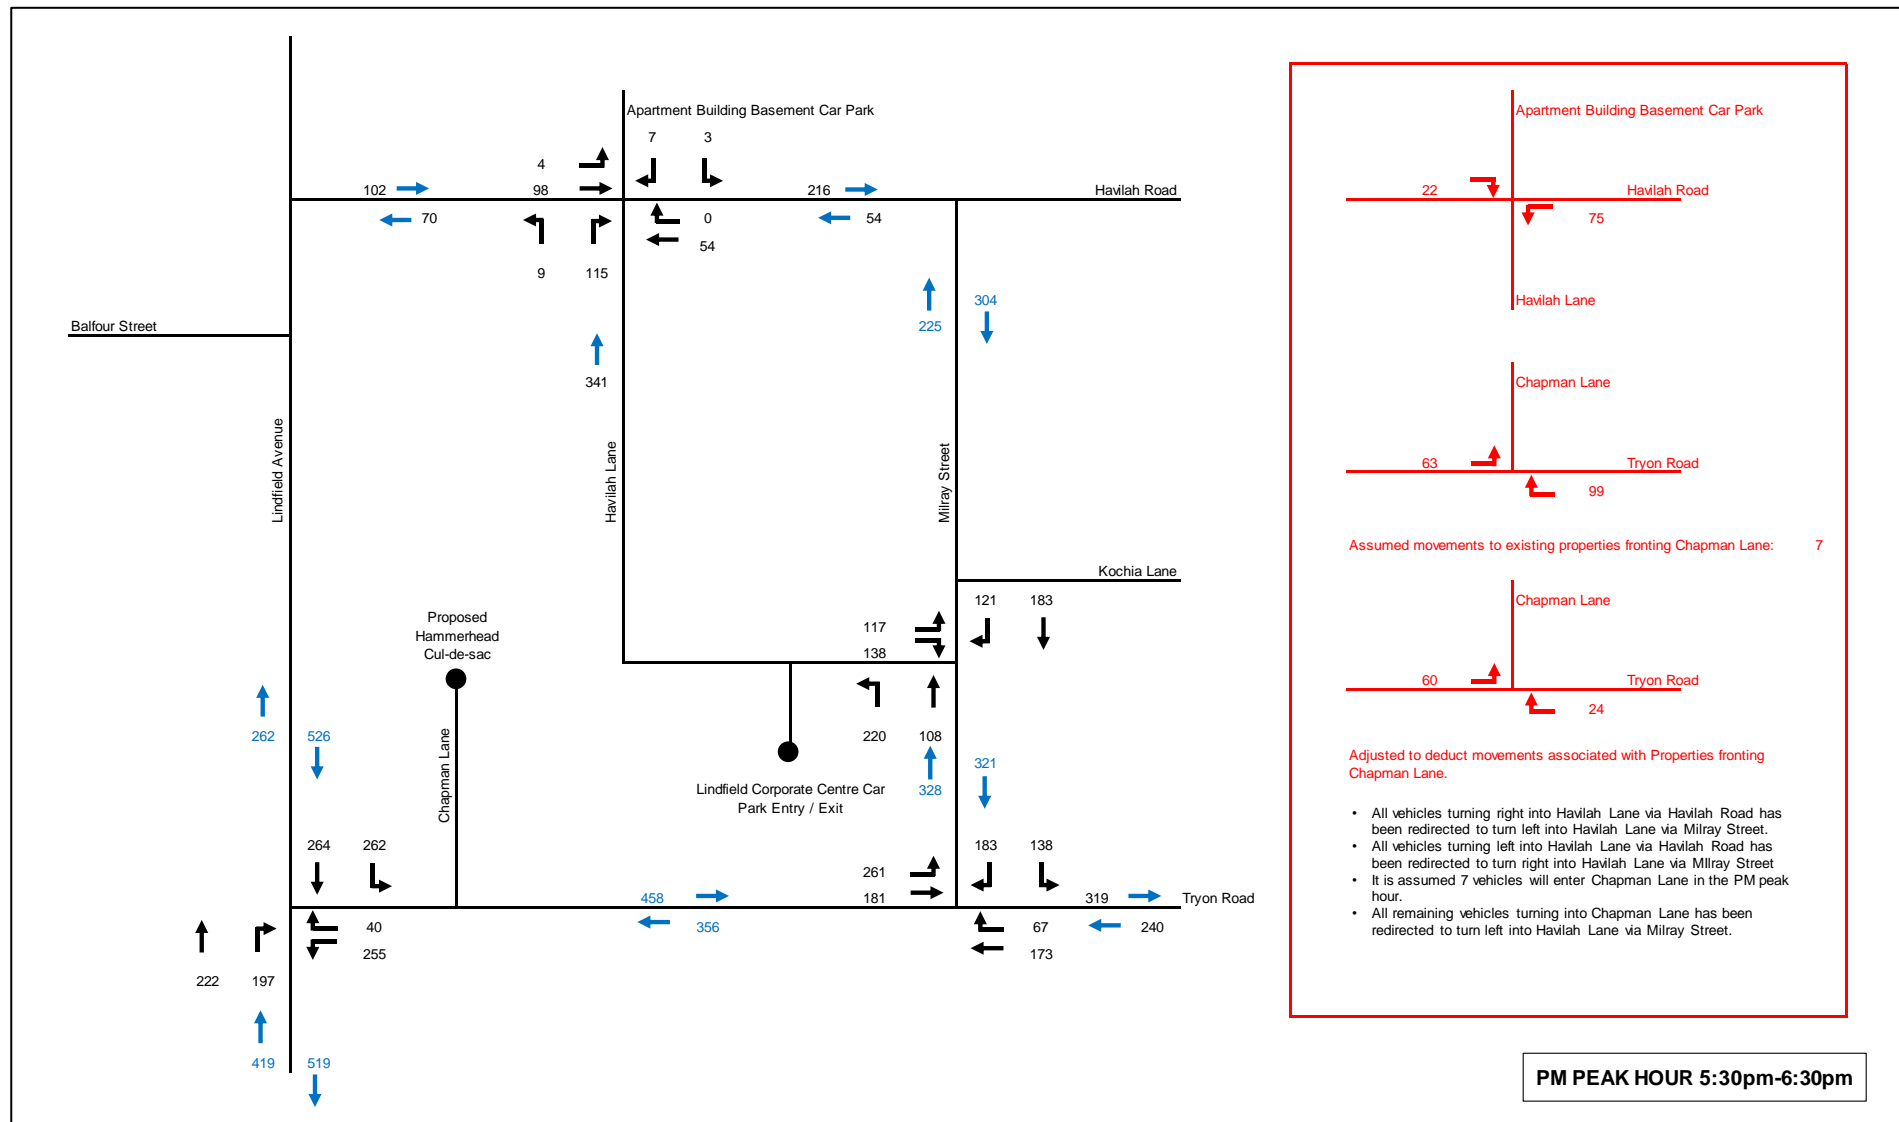 Apartment Building Basement Car Park
7 3
4
102 98 216 Havilah Road
70 0 54
54
9 115
304
Balfour Street 225
341
Lindfield Avenue
Havilah Lane
Milray Street
Kochia Lane
Proposed
Hammerhead
Cul-de-sac
121 183
117
138
262 526
220 108
321
Chapman Lane
Lindfield Corporate Centre Car
Park Entry / Exit
328
264 262
183 138
261
458 181 319 Tryon Road
40 356 67 240
255 173
222 197
419 519
Apartment Building Basement Car Park
22 Havilah Road
75
Havilah Lane
Chapman Lane
63 Tryon Road
99
Assumed movements to existing properties fronting Chapman Lane: 7
Chapman Lane
60 Tryon Road
24
Adjusted to deduct movements associated with Properties fronting
Chapman Lane.
• All vehicles turning right into Havilah Lane via Havilah Road has
been redirected to turn left into Havilah Lane via Milray Street.
• All vehicles turning left into Havilah Lane via Havilah Road has
been redirected to turn right into Havilah Lane via MIlray Street
• It is assumed 7 vehicles will enter Chapman Lane in the PM peak
hour.
• All remaining vehicles turning into Chapman Lane has been
redirected to turn left into Havilah Lane via Milray Street.
PM PEAK HOUR 5:30pm-6:30pm